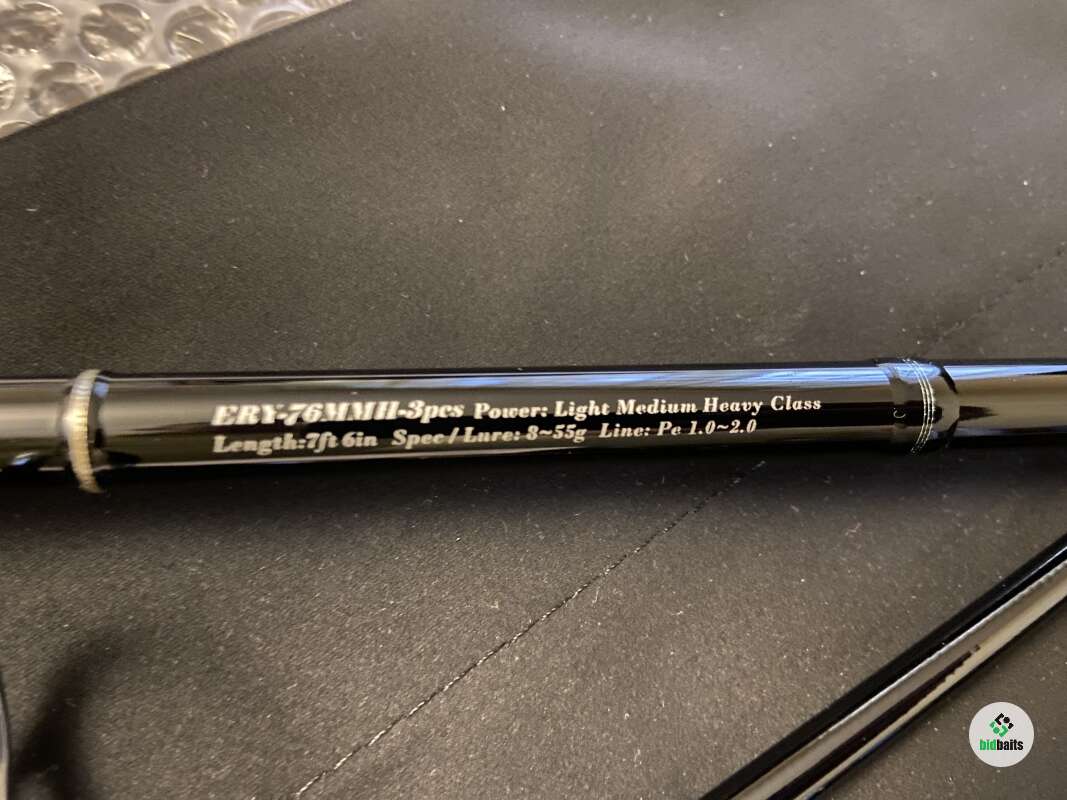 ERY-76MMH-3pcs Power: Light Medium Heavy Class
Length:7ft 6in Spec/Lure: 8~55g Line: Pe 1.0~2.0
bidbaits